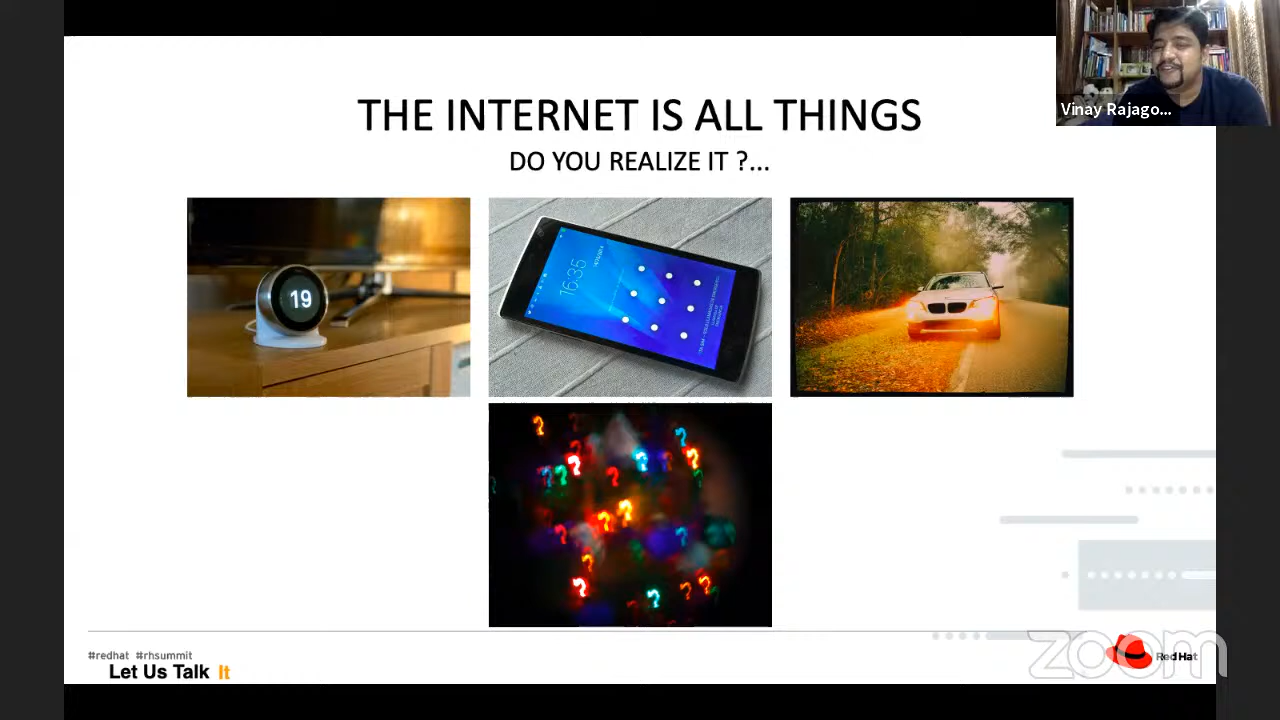 THE INTERNET IS ALL THINGS
DO YOU REALIZE IT ?...
Vinay Rajago...
19
16:35
? ? ? ? ? ? ? ? ? ? ? ? ? ? ? ? ? ?
#redhat #rhsummit
Let Us Talk It
zoom
Red Hat